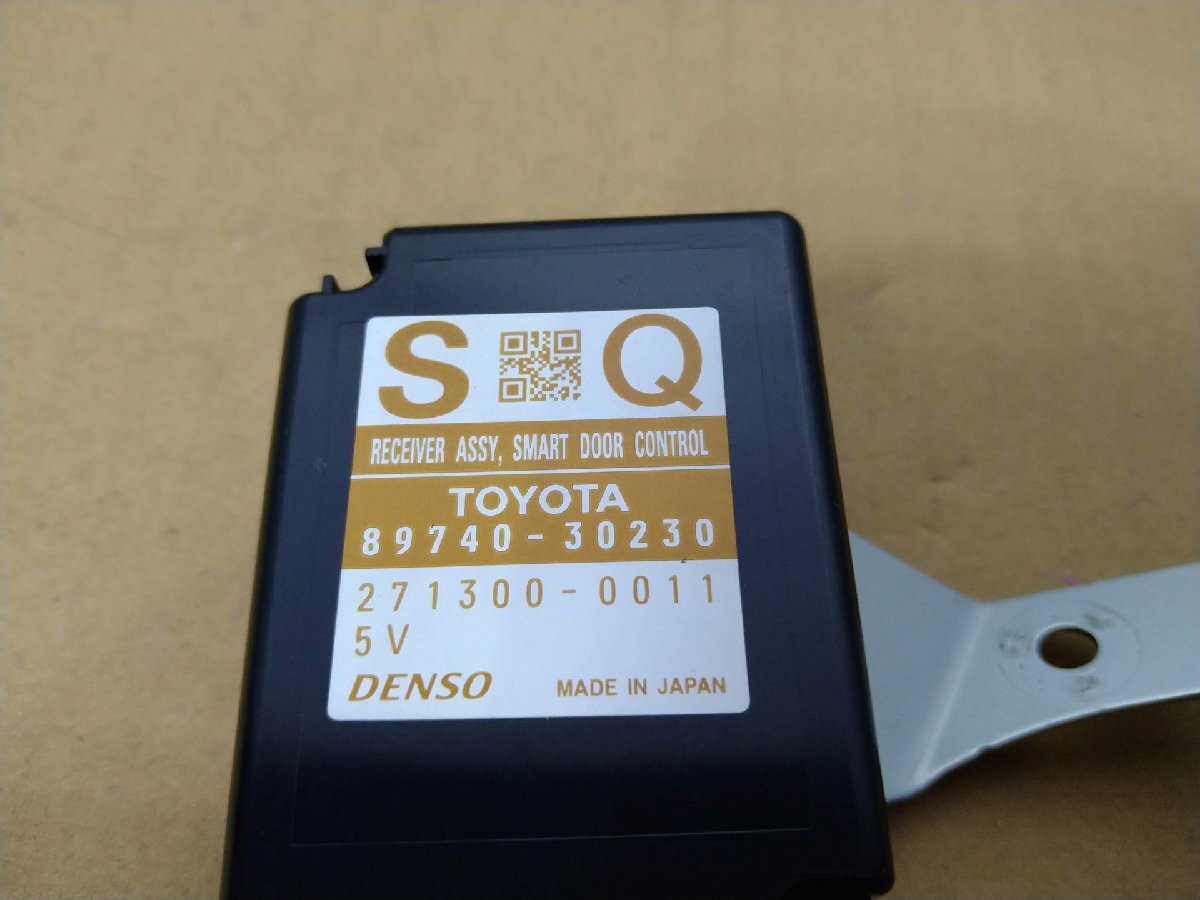 S Q
RECEIVER ASSY, SMART DOOR CONTROL
TOYOTA
89740-30230
271300-0011
5V
DENSO MADE IN JAPAN